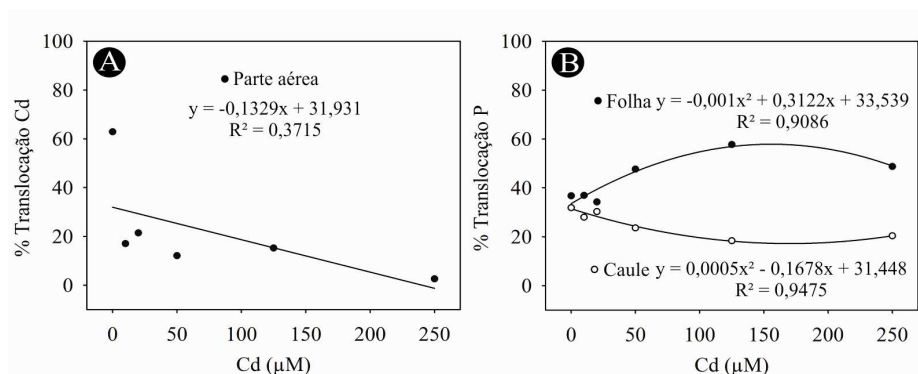 A
Parte aérea
y = -0,1329x + 31,931
R² = 0,3715
% Translocação Cd
100
80
60
40
20
0
0 50 100 150 200 250
Cd (µM)
B
Folha y = -0,001x² + 0,3122x + 33,539
R² = 0,9086
Caule y = 0,0005x² - 0,1678x + 31,448
R² = 0,9475
% Translocação P
100
80
60
40
20
0
0 50 100 150 200 250
Cd (µM)